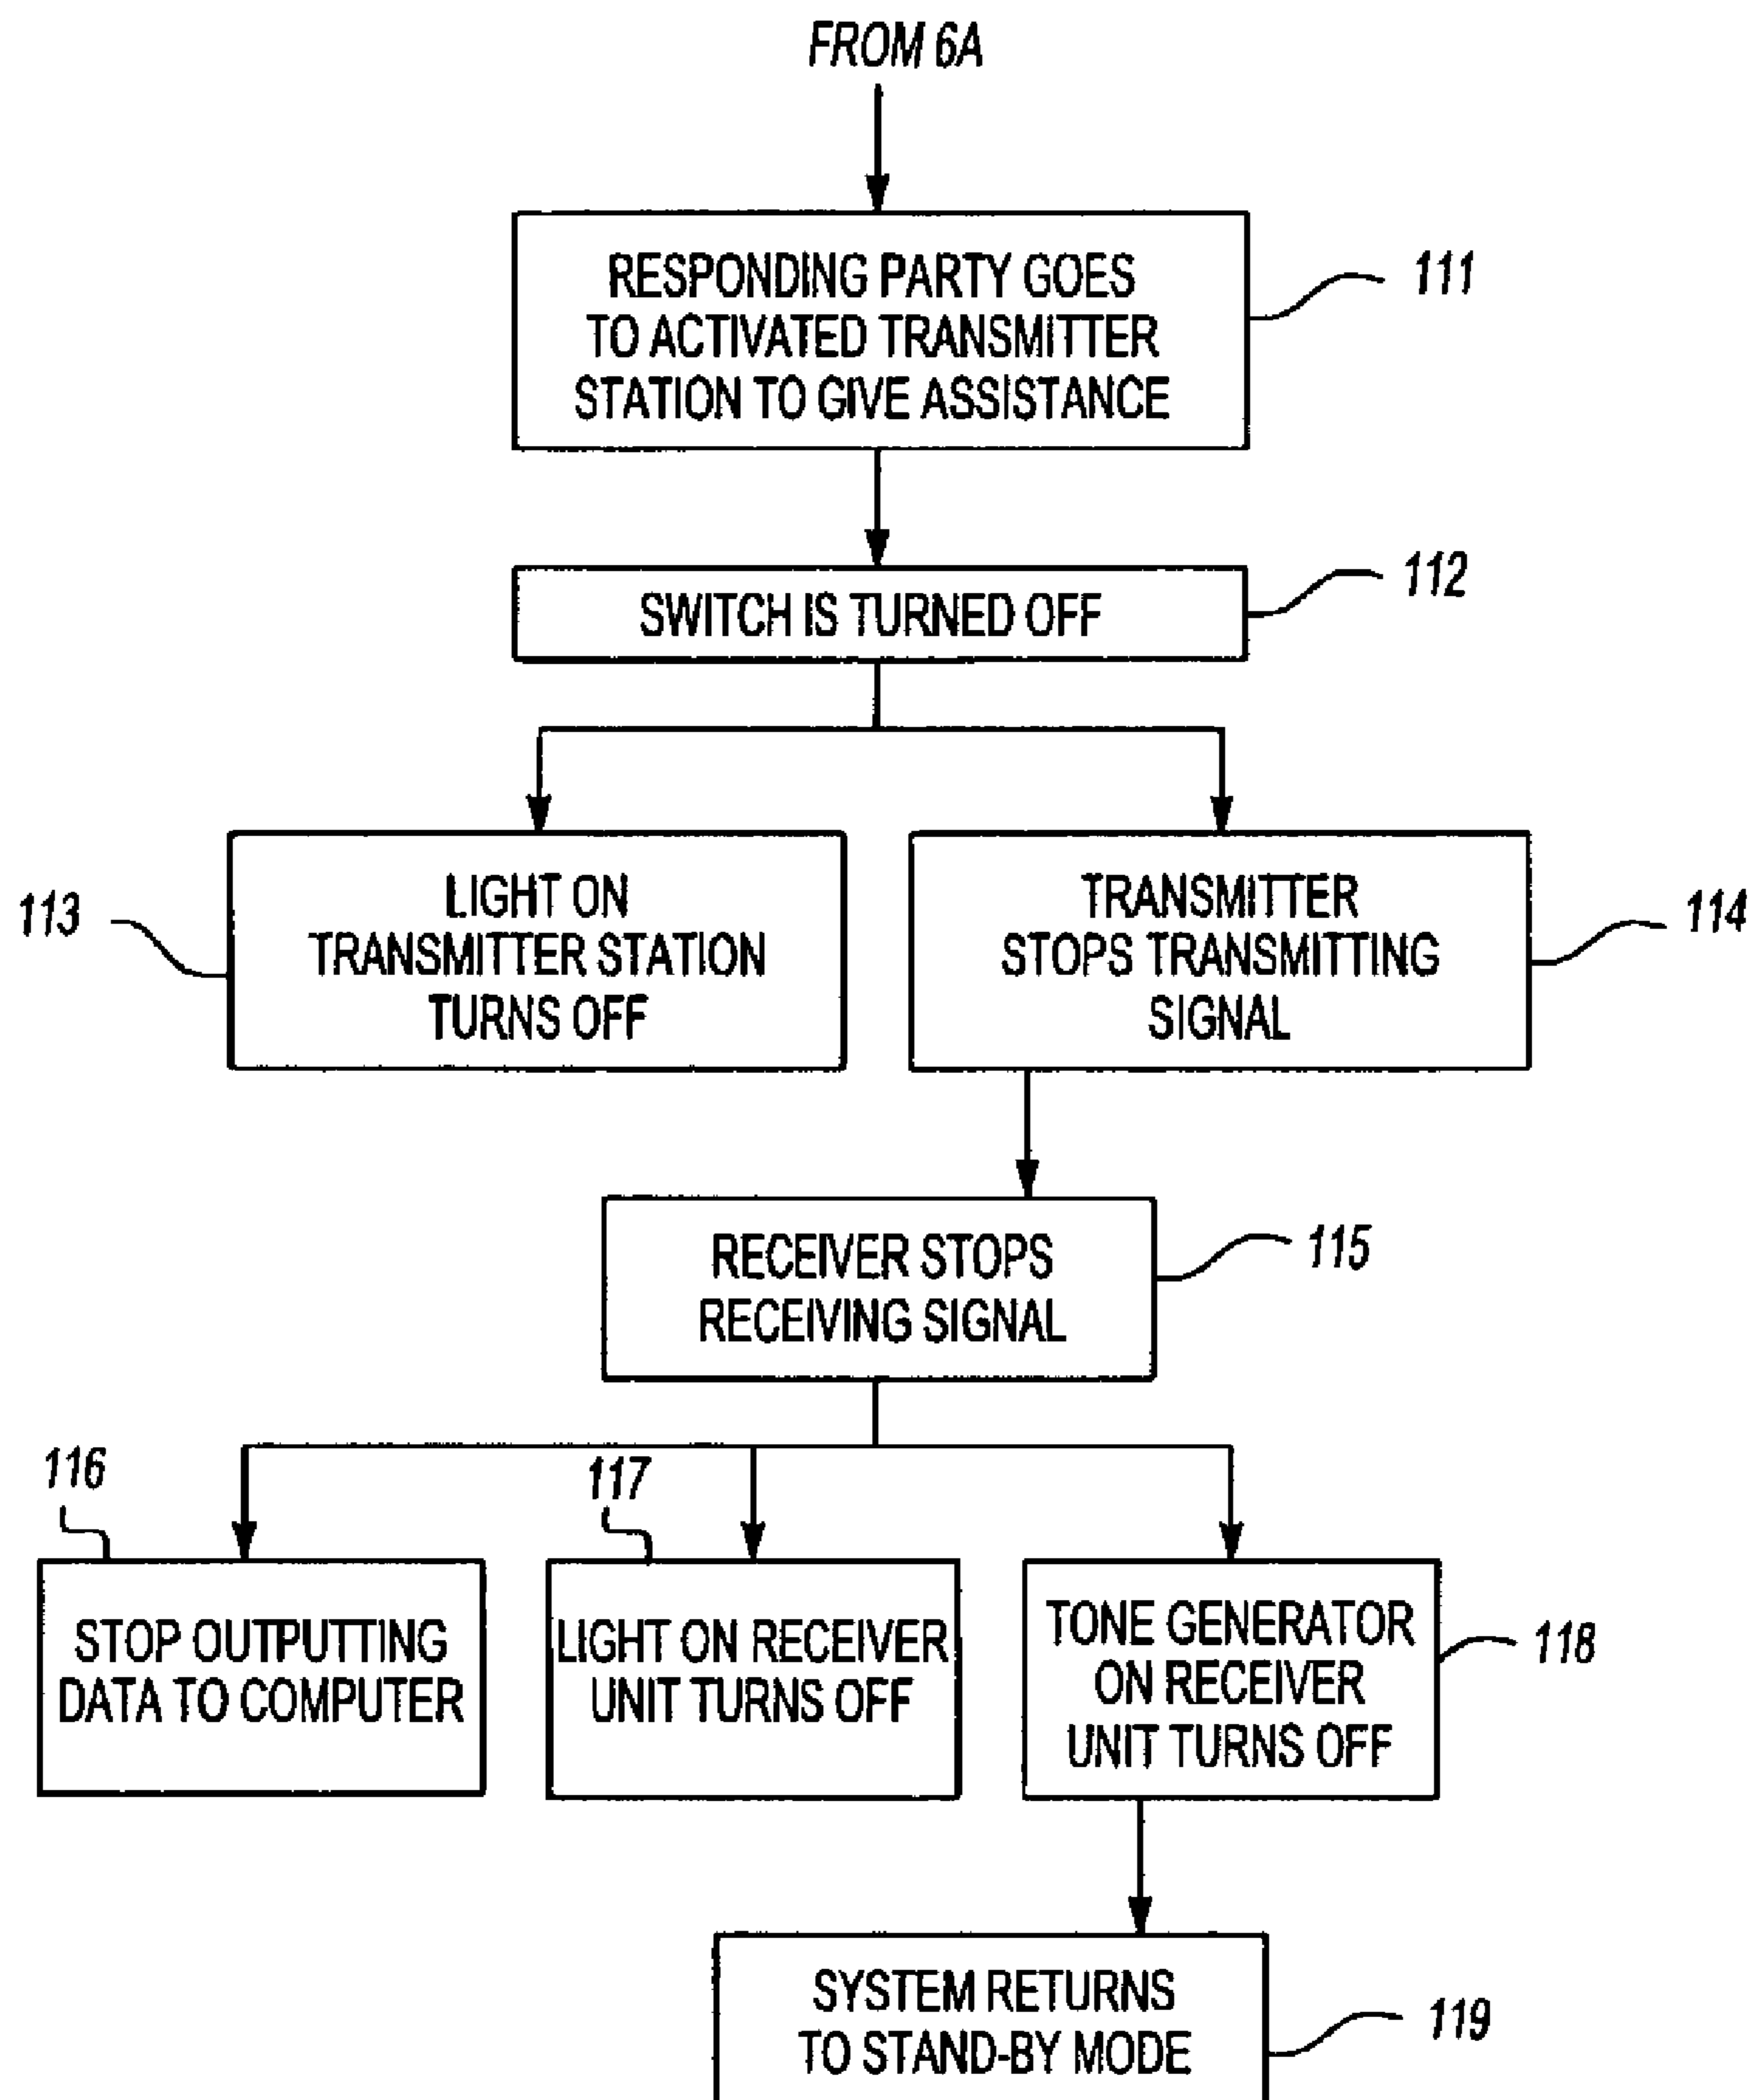 FROM 6A
RESPONDING PARTY GOES
TO ACTIVATED TRANSMITTER
STATION TO GIVE ASSISTANCE
111
SWITCH IS TURNED OFF
112
113
LIGHT ON
TRANSMITTER STATION
TURNS OFF
TRANSMITTER
STOPS TRANSMITTING
SIGNAL
114
RECEIVER STOPS
RECEIVING SIGNAL
115
116
STOP OUTPUTTING
DATA TO COMPUTER
117
LIGHT ON RECEIVER
UNIT TURNS OFF
TONE GENERATOR
ON RECEIVER
UNIT TURNS OFF
118
SYSTEM RETURNS
TO STAND-BY MODE
119